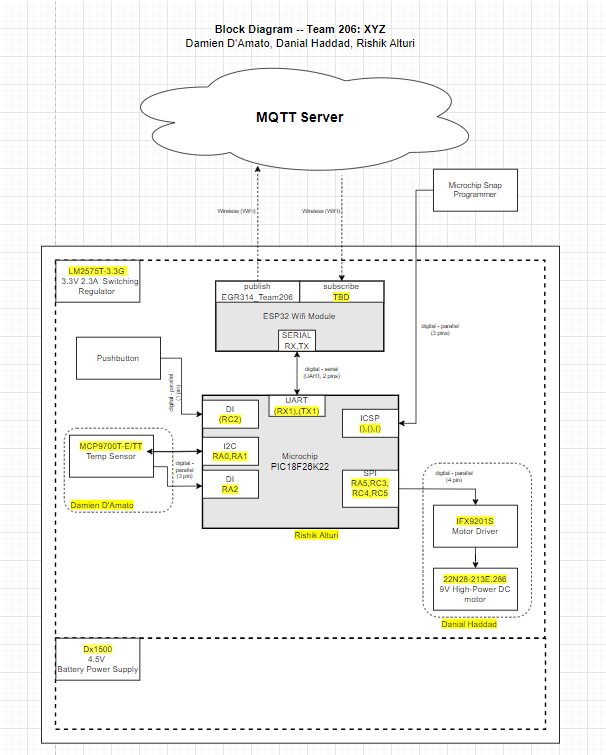 Block Diagram -- Team 206: XYZ
Damien D'Amato, Danial Haddad, Rishik Alturi
MQTT Server
Microchip Snap
Programmer
Wireless (WiFi)
Wireless (WiFi)
LM2575T-3.3G
3.3V 2.3A Switching
Regulator
publish
EGR314_Team206
subscribe
TBD
ESP32 Wifi Module
SERIAL
RX,TX
digital - parallel
(3 pins)
Pushbutton
digital - serial
(UART, 2 pins)
digital - parallel
(1 pin)
UART
(RX1),(TX1)
DI
(RC2)
ICSP
(),(),()
MCP9700T-E/TT
Temp Sensor
I2C
RA0,RA1
Microchip
PIC18F26K22
digital -
parallel
(3 pin)
DI
RA2
SPI
RA5,RC3,
RC4,RC5
digital - parallel
(4 pin)
Damien D'Amato
Rishik Alturi
IFX9201S
Motor Driver
22N28-213E.286
9V High-Power DC
motor
Danial Haddad
Dx1500
4.5V
Battery Power Supply